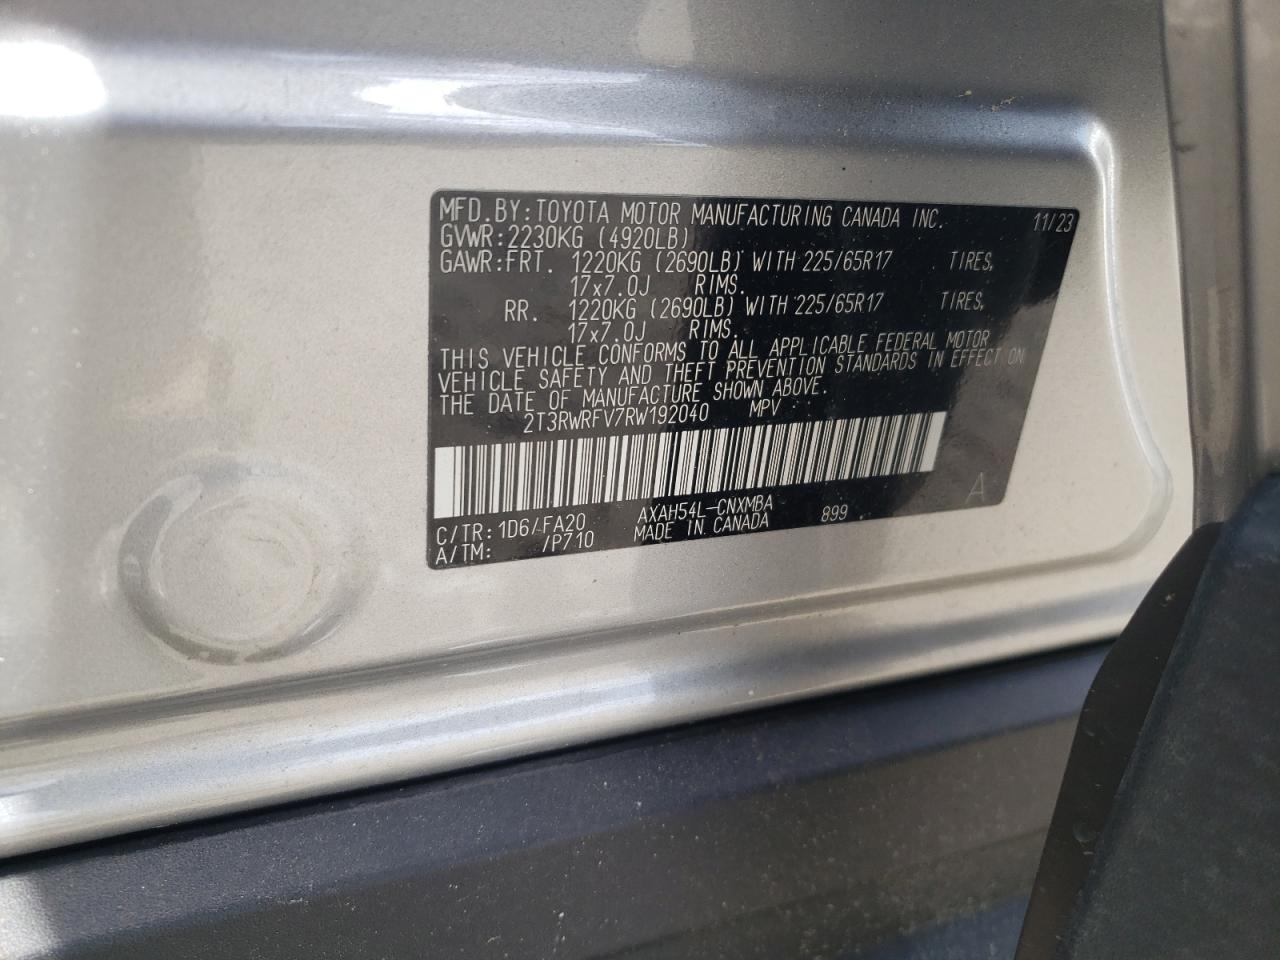 MFD.BY:TOYOTA MOTOR MANUFACTURING CANADA INC. 11/23
GVWR:2230KG (4920LB)
GAWR:FRT. 1220KG (2690LB) WITH 225/65R17 TIRES,
17x7.0J RIMS.
RR. 1220KG (2690LB) WITH 225/65R17 TIRES,
17x7.0J RIMS.
THIS VEHICLE CONFORMS TO ALL APPLICABLE FEDERAL MOTOR
VEHICLE SAFETY AND THEFT PREVENTION STANDARDS IN EFFECT ON
THE DATE OF MANUFACTURE SHOWN ABOVE.
2T3RWRFV7RW192040 MPV
A
C/TR:1D6/FA20 AXAH54L-CNXMBA
A/TM: /P710 MADE IN CANADA 899